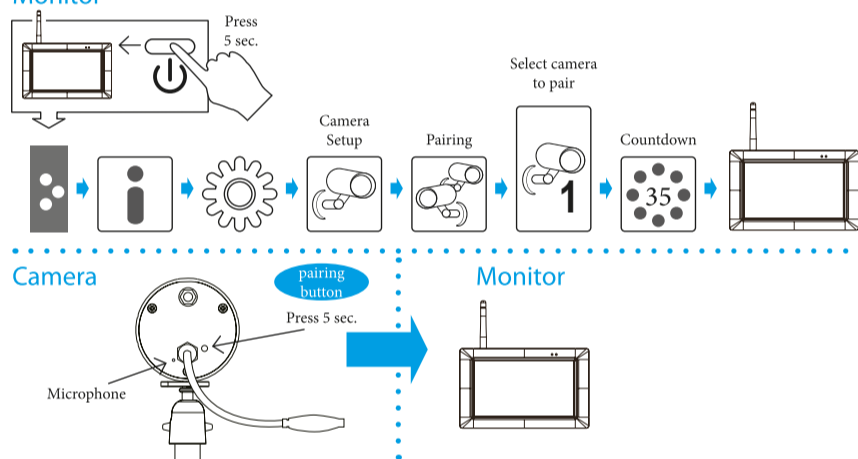 Monitor
Press
5 sec.
Select camera
to pair
Camera
Setup
Pairing
Countdown
1
35
Camera
pairing
button
Press 5 sec.
Microphone
Monitor